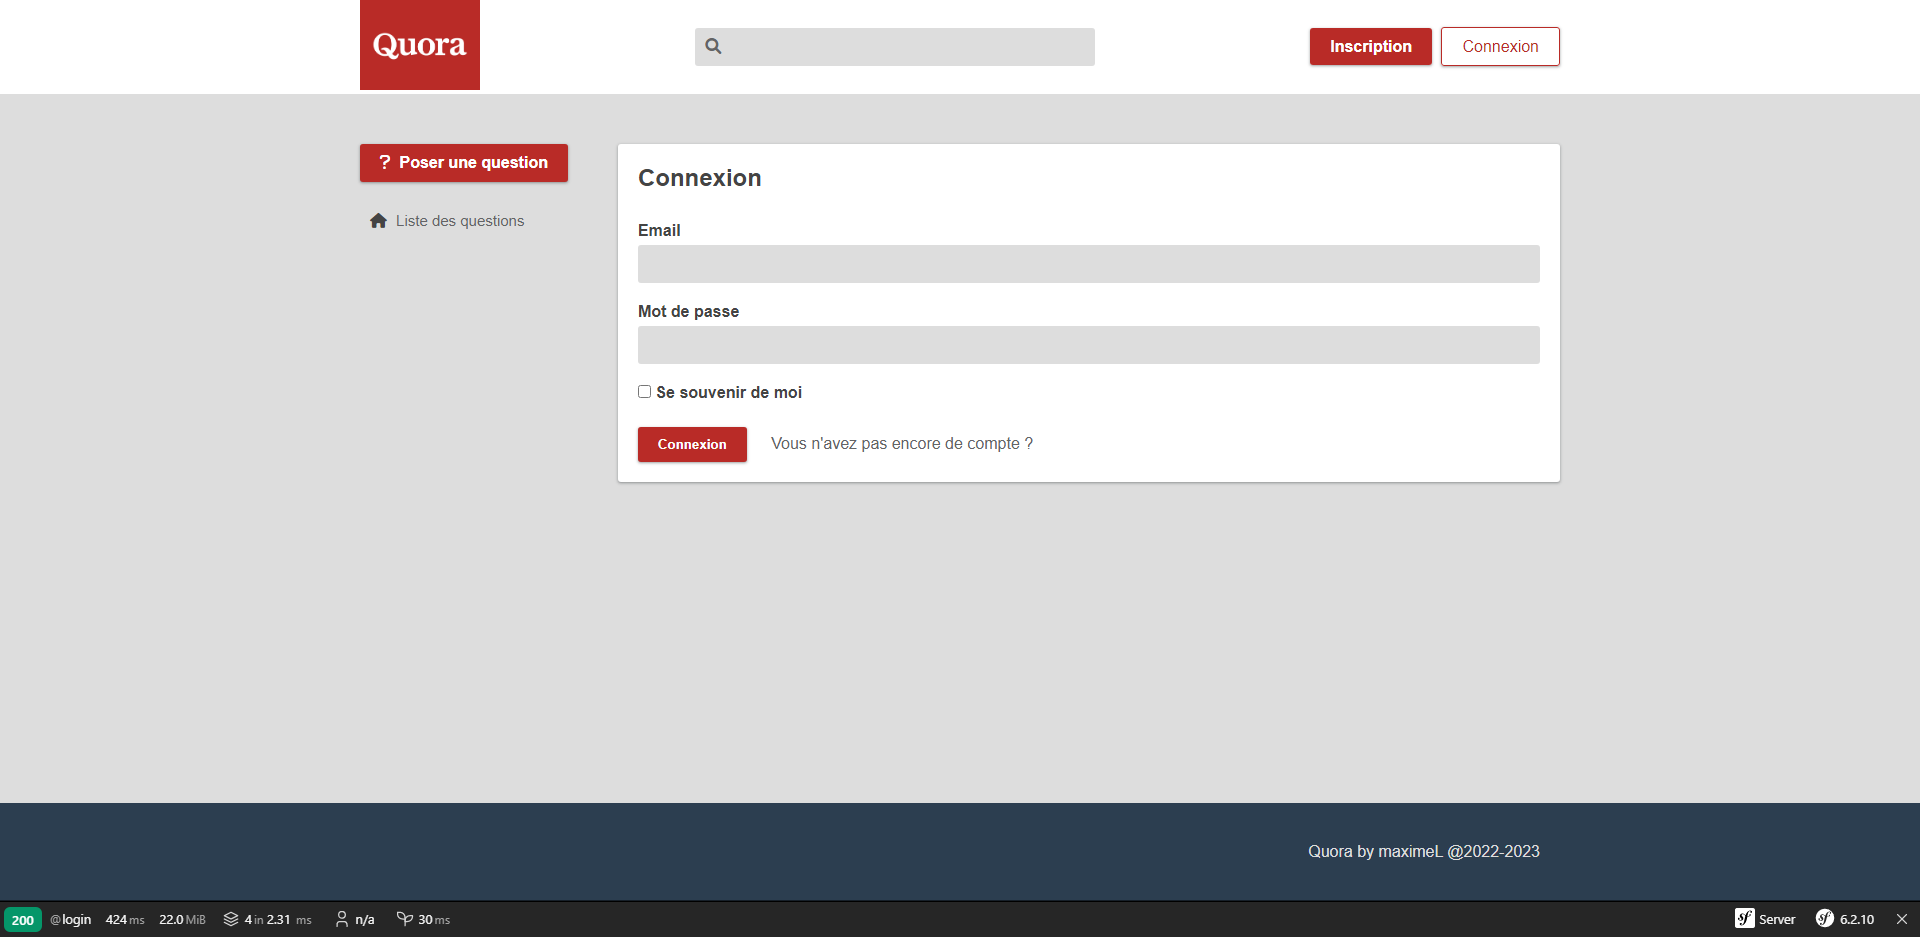 Quora
Inscription
Connexion
? Poser une question
Liste des questions
Connexion
Email
Mot de passe
Se souvenir de moi
Connexion
Vous n'avez pas encore de compte ?
Quora by maximeL @2022-2023
200 @login 424 ms 22.0 MiB 4 in 2.31 ms n/a 30 ms sf Server sf 6.2.10